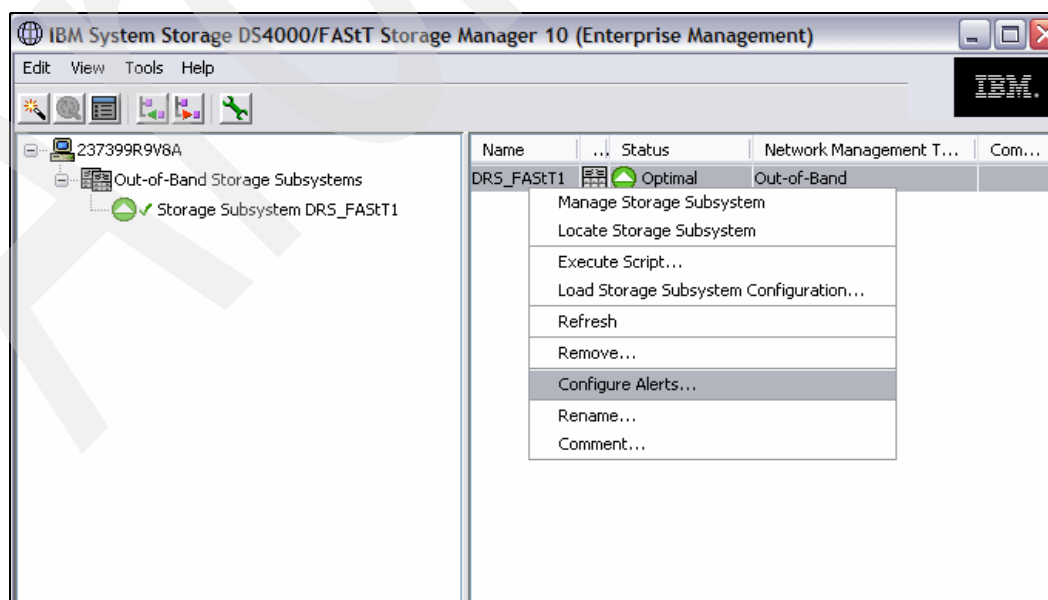 IBM System Storage DS4000/FAStT Storage Manager 10 (Enterprise Management)
Edit View Tools Help
IBM.
237399R9V8A
Out-of-Band Storage Subsystems
Storage Subsystem DRS_FAStT1
Name ... Status Network Management T... Com...
DRS_FAStT1 Optimal Out-of-Band
Manage Storage Subsystem
Locate Storage Subsystem
Execute Script...
Load Storage Subsystem Configuration...
Refresh
Remove...
Configure Alerts...
Rename...
Comment...